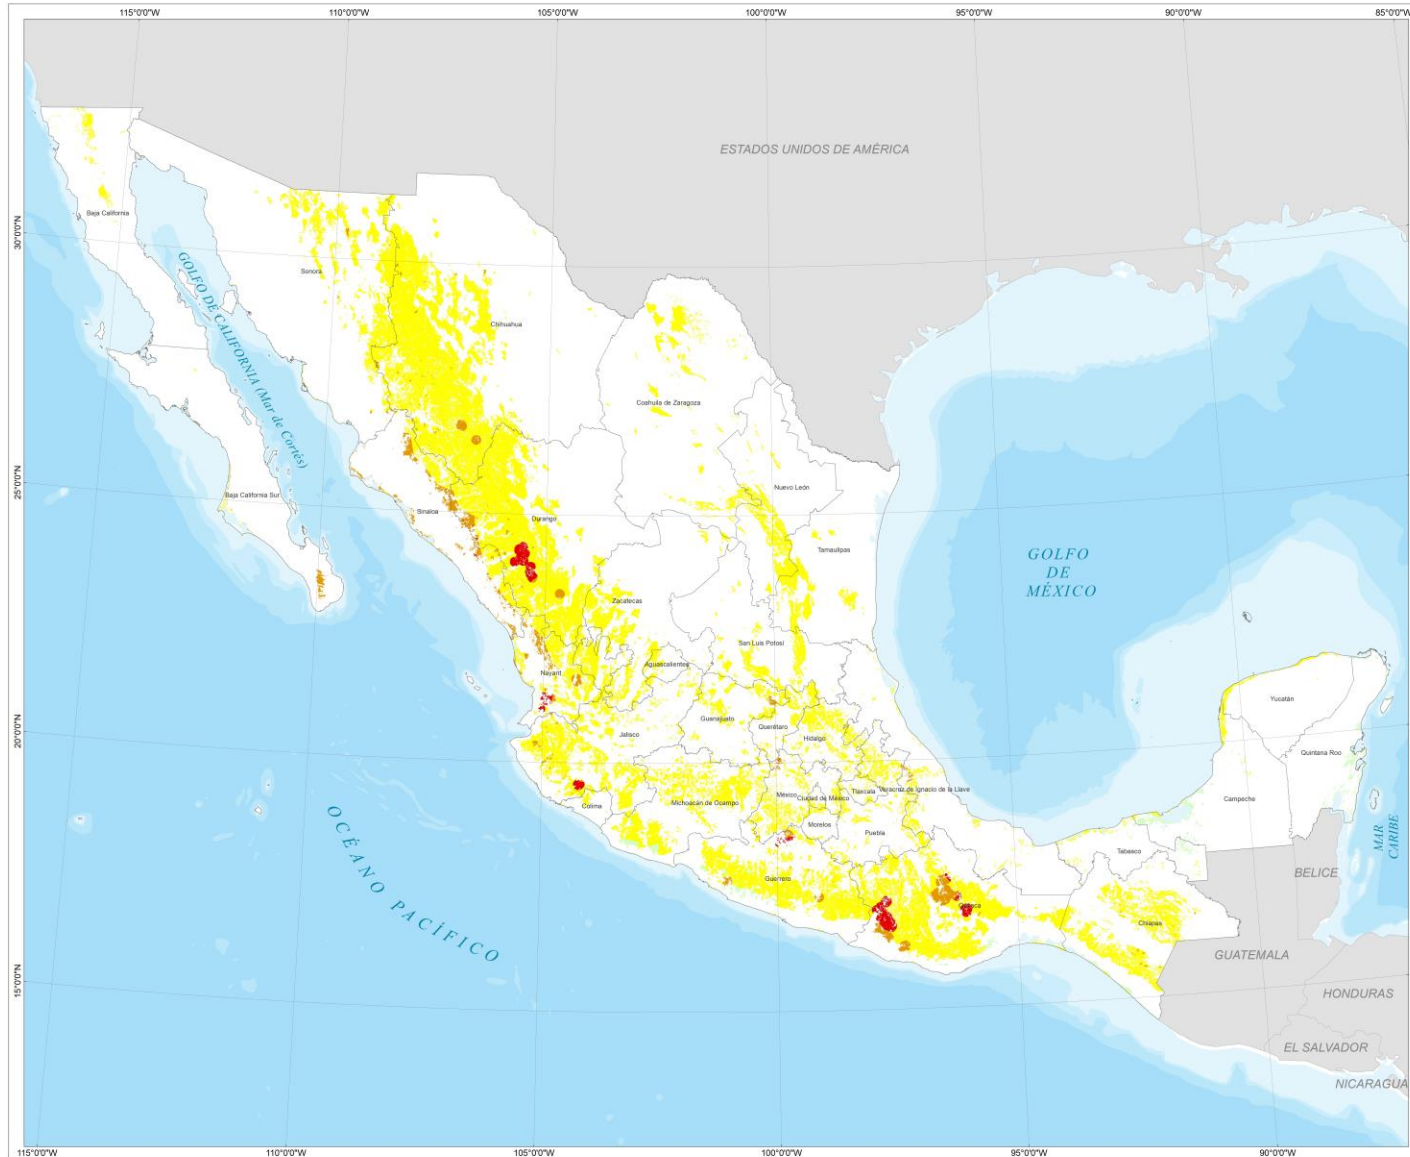 115°0'0"W 110°0'0"W 105°0'0"W 100°0'0"W 95°0'0"W 90°0'0"W 85°0'0"W
ESTADOS UNIDOS DE AMÉRICA
Baja California
30°0'0"N
GOLFO DE CALIFORNIA (Mar de Cortés)
Sonora
Chihuahua
Coahuila de Zaragoza
25°0'0"N
Nuevo León
Baja California Sur
Sinaloa
Durango
Tamaulipas
GOLFO
DE
MÉXICO
Zacatecas
San Luis Potosí
Aguascalientes
Nayarit
Yucatán
Guanajuato
Querétaro
Jalisco
Hidalgo
Quintana Roo
20°0'0"N
México
Ciudad de México
Tlaxcala
Veracruz de Ignacio de la Llave
Michoacán de Ocampo
Colima
Campeche
Morelos
Puebla
MAR
CARIBE
Tabasco
BELICE
Guerrero
Oaxaca
Chiapas
OCÉANO PACÍFICO
GUATEMALA
15°0'0"N
HONDURAS
EL SALVADOR
NICARAGUA
115°0'0"W 110°0'0"W 105°0'0"W 100°0'0"W 95°0'0"W 90°0'0"W